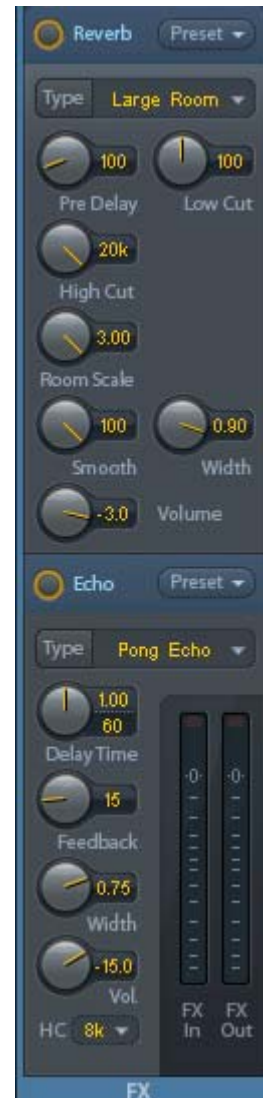 Reverb Preset
Type Large Room
100 100
Pre Delay Low Cut
20k
High Cut
3.00
Room Scale
100 0.90
Smooth Width
-3.0 Volume
Echo Preset
Type Pong Echo
1.00
60
Delay Time
-0- -0-
15
Feedback
0.75
Width
-15.0
Vol.
FX FX
HC 8k In Out
FX